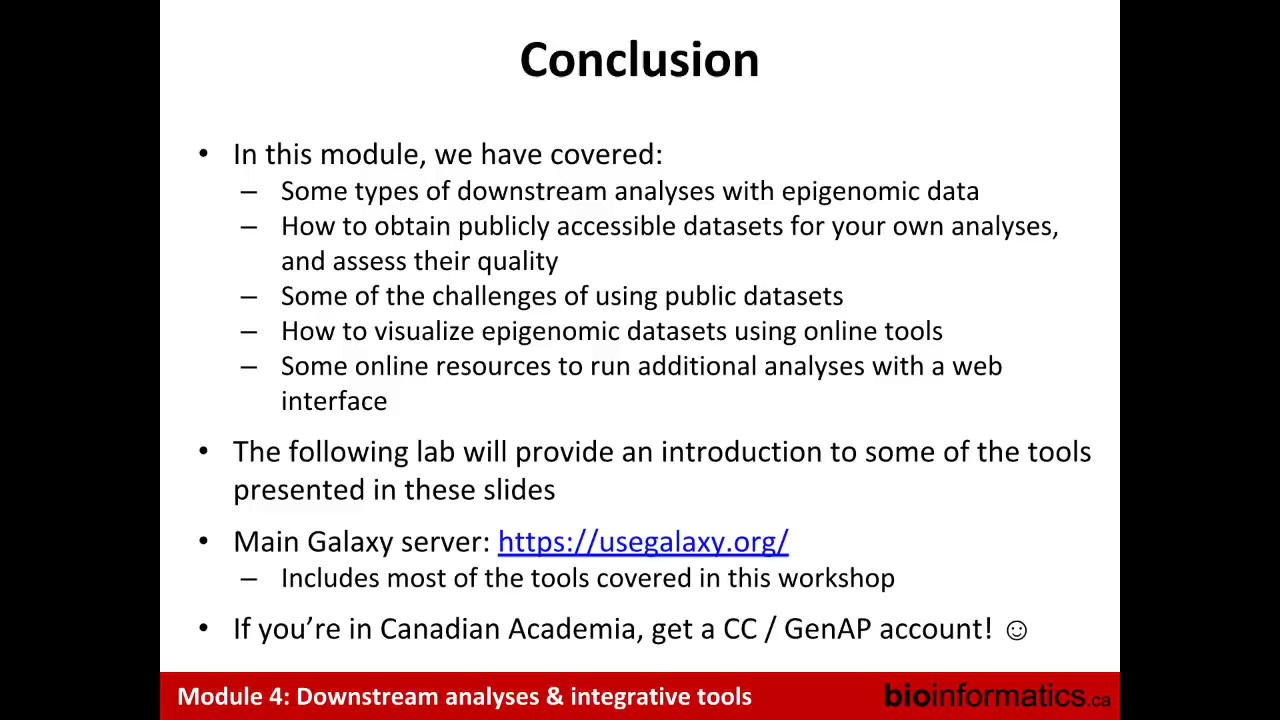 Conclusion
• In this module, we have covered:
– Some types of downstream analyses with epigenomic data
– How to obtain publicly accessible datasets for your own analyses,
and assess their quality
– Some of the challenges of using public datasets
– How to visualize epigenomic datasets using online tools
– Some online resources to run additional analyses with a web
interface
• The following lab will provide an introduction to some of the tools
presented in these slides
• Main Galaxy server: https://usegalaxy.org/
– Includes most of the tools covered in this workshop
• If you’re in Canadian Academia, get a CC / GenAP account! ☺
Module 4: Downstream analyses & integrative tools
bioinformatics.ca